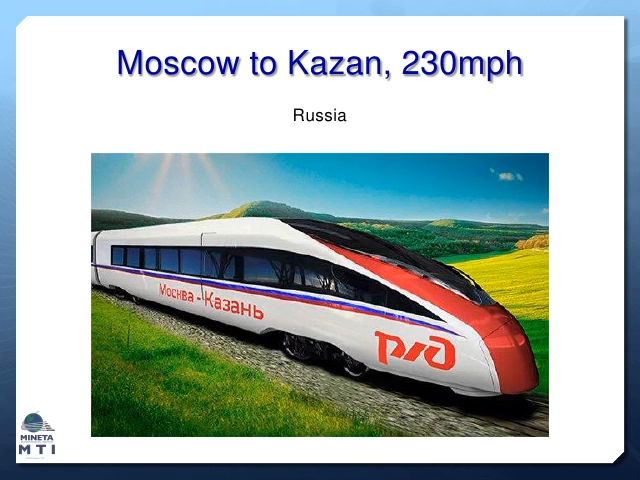 Moscow to Kazan, 230mph
Russia
Москва - Казань
РЖД
MINETA
MTI